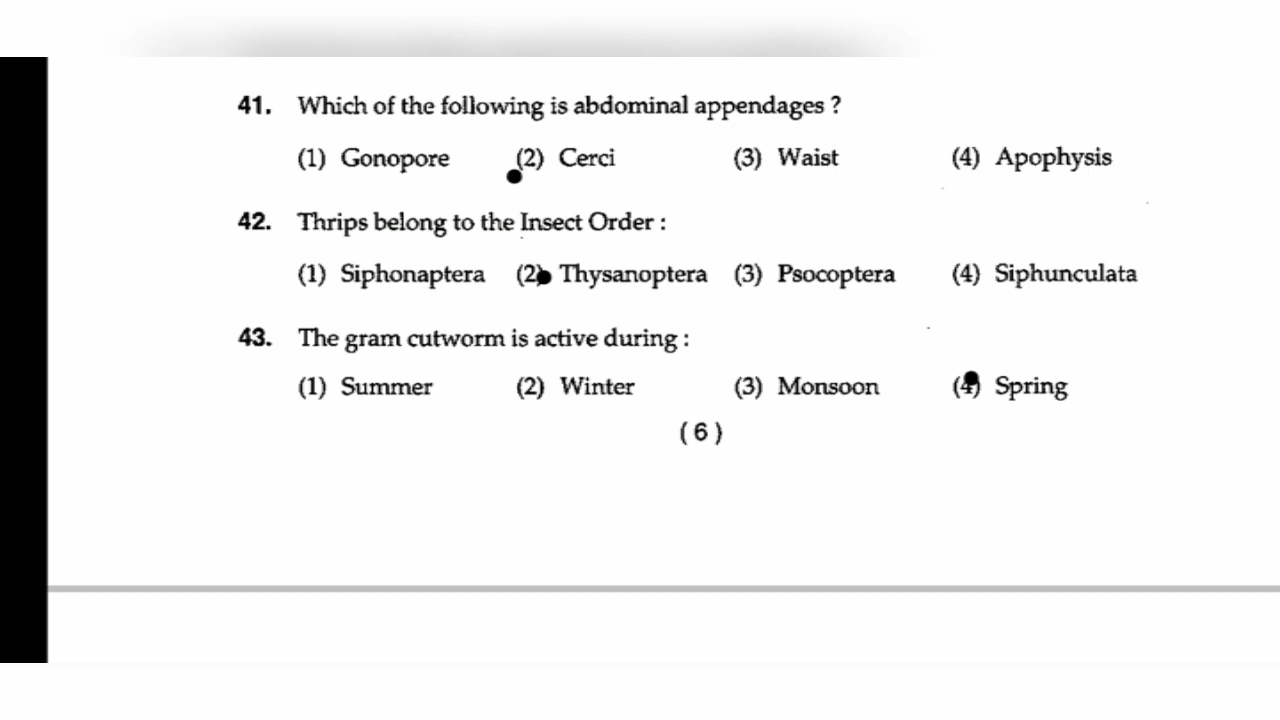 41. Which of the following is abdominal appendages ?
(1) Gonopore (2) Cerci (3) Waist (4) Apophysis
42. Thrips belong to the Insect Order :
(1) Siphonaptera (2) Thysanoptera (3) Psocoptera (4) Siphunculata
43. The gram cutworm is active during :
(1) Summer (2) Winter (3) Monsoon (4) Spring
( 6 )